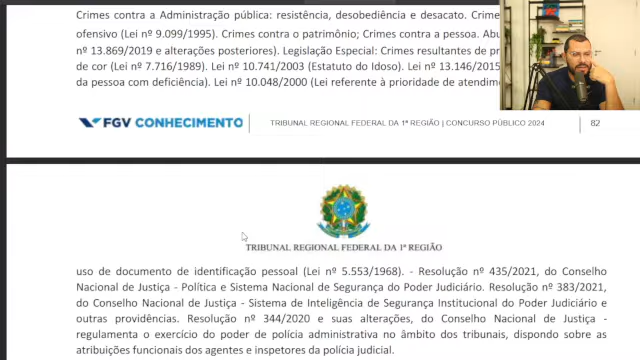 Crimes contra a Administração pública: resistência, desobediência e desacato. Crime
ofensivo (Lei nº 9.099/1995). Crimes contra o patrimônio; Crimes contra a pessoa. Abu
nº 13.869/2019 e alterações posteriores). Legislação Especial: Crimes resultantes de pr
de cor (Lei nº 7.716/1989). Lei nº 10.741/2003 (Estatuto do Idoso). Lei nº 13.146/2015
da pessoa com deficiência). Lei nº 10.048/2000 (Lei referente à prioridade de atendime
FGV CONHECIMENTO TRIBUNAL REGIONAL FEDERAL DA 1ª REGIÃO | CONCURSO PÚBLICO 2024 82
TRIBUNAL REGIONAL FEDERAL DA 1ª REGIÃO
uso de documento de identificação pessoal (Lei nº 5.553/1968). - Resolução nº 435/2021, do Conselho
Nacional de Justiça - Política e Sistema Nacional de Segurança do Poder Judiciário. Resolução nº 383/2021,
do Conselho Nacional de Justiça - Sistema de Inteligência de Segurança Institucional do Poder Judiciário e
outras providências. Resolução nº 344/2020 e suas alterações, do Conselho Nacional de Justiça -
regulamenta o exercício do poder de polícia administrativa no âmbito dos tribunais, dispondo sobre as
atribuições funcionais dos agentes e inspetores da polícia judicial.